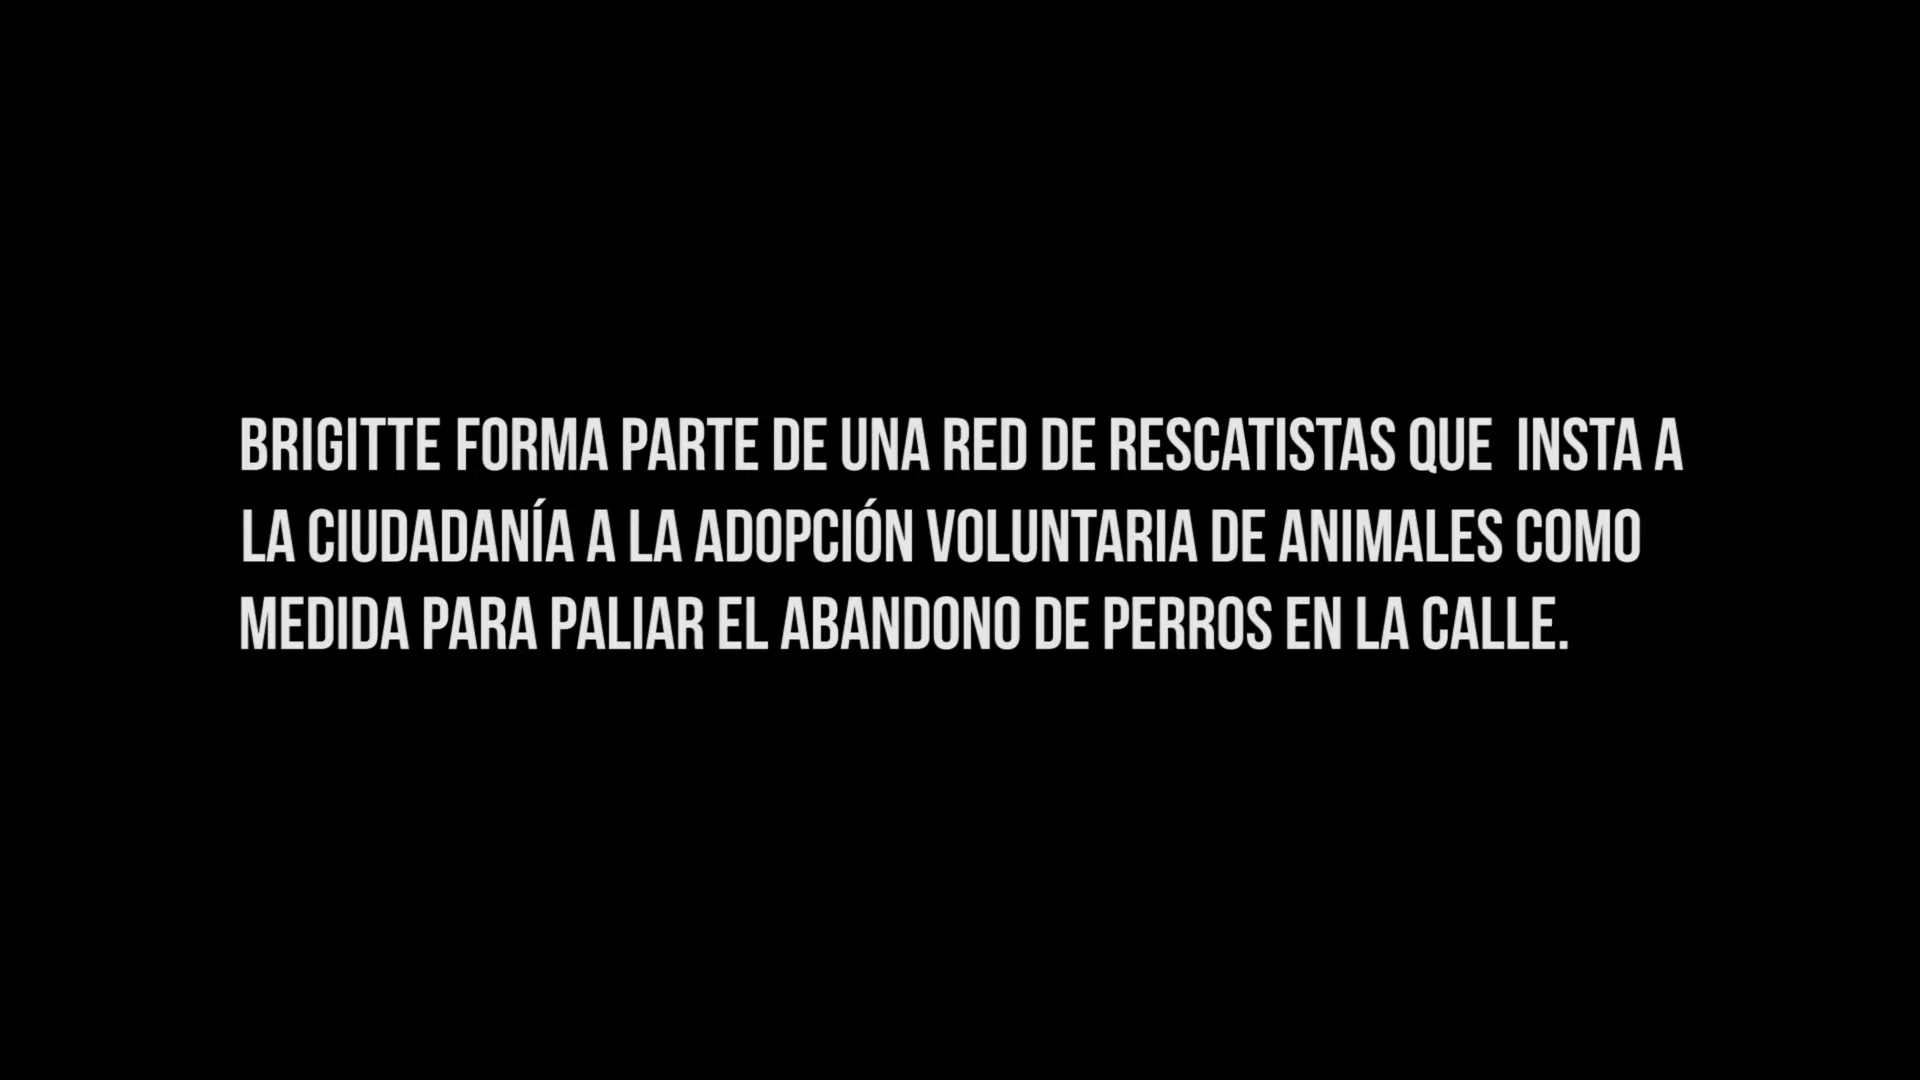 BRIGITTE FORMA PARTE DE UNA RED DE RESCATISTAS QUE  INSTA A
LA CIUDADANÍA A LA ADOPCIÓN VOLUNTARIA DE ANIMALES COMO
MEDIDA PARA PALIAR EL ABANDONO DE PERROS EN LA CALLE.